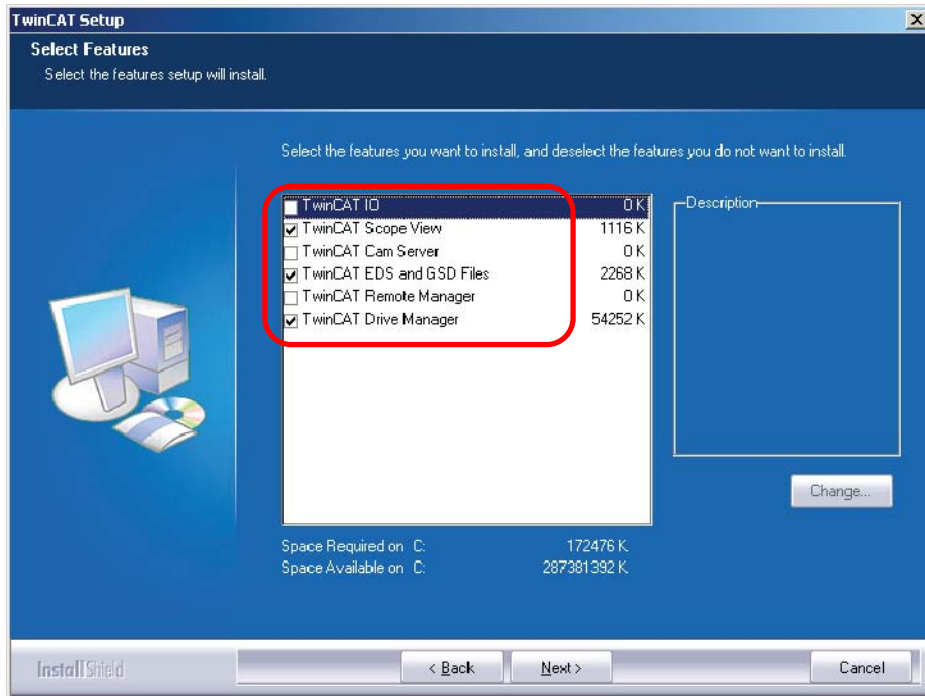 TwinCAT Setup
Select Features
Select the features setup will install.
Select the features you want to install, and deselect the features you do not want to install.
TwinCAT IO 0 K
TwinCAT Scope View 1116 K
TwinCAT Cam Server 0 K
TwinCAT EDS and GSD Files 2268 K
TwinCAT Remote Manager 0 K
TwinCAT Drive Manager 54252 K
Description
Change...
Space Required on C: 172476 K
Space Available on C: 287381392 K
InstallShield
< Back Next > Cancel